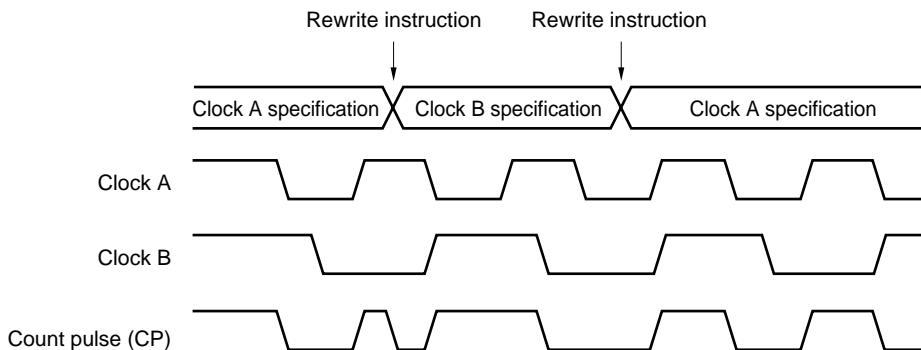 Rewrite instruction Rewrite instruction
Clock A specification Clock B specification Clock A specification
Clock A
Clock B
Count pulse (CP)